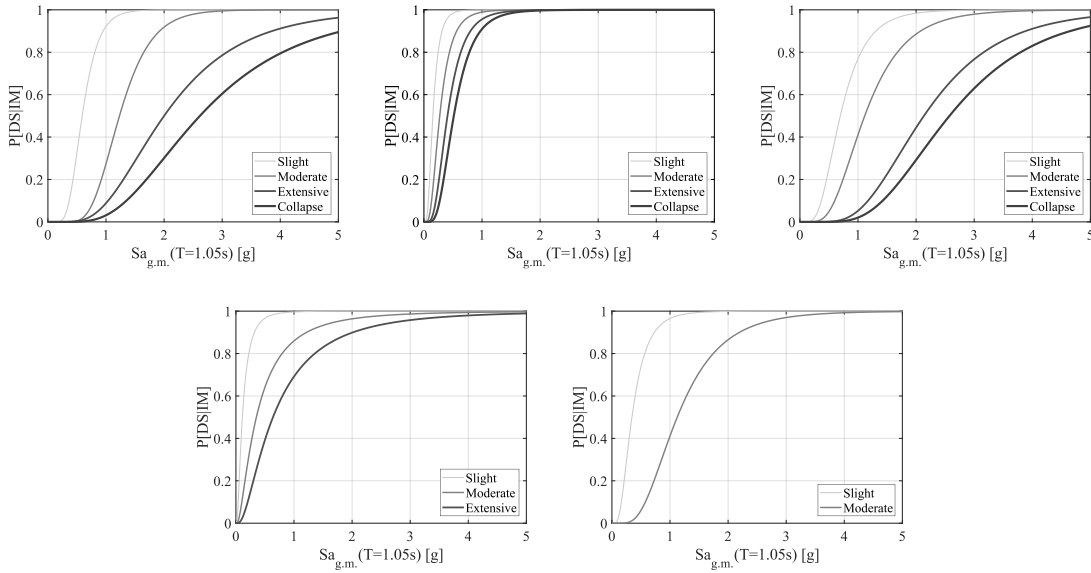 1
0.8
0.6
0.4
0.2
0
P[DS|IM]
0 1 2 3 4 5
Sa_g.m.(T=1.05s) [g]
Slight
Moderate
Extensive
Collapse
1
0.8
0.6
0.4
0.2
0
P[DS|IM]
0 1 2 3 4 5
Sa_g.m.(T=1.05s) [g]
Slight
Moderate
Extensive
Collapse
1
0.8
0.6
0.4
0.2
0
P[DS|IM]
0 1 2 3 4 5
Sa_g.m.(T=1.05s) [g]
Slight
Moderate
Extensive
Collapse
1
0.8
0.6
0.4
0.2
0
P[DS|IM]
0 1 2 3 4 5
Sa_g.m.(T=1.05s) [g]
Slight
Moderate
Extensive
1
0.8
0.6
0.4
0.2
0
P[DS|IM]
0 1 2 3 4 5
Sa_g.m.(T=1.05s) [g]
Slight
Moderate